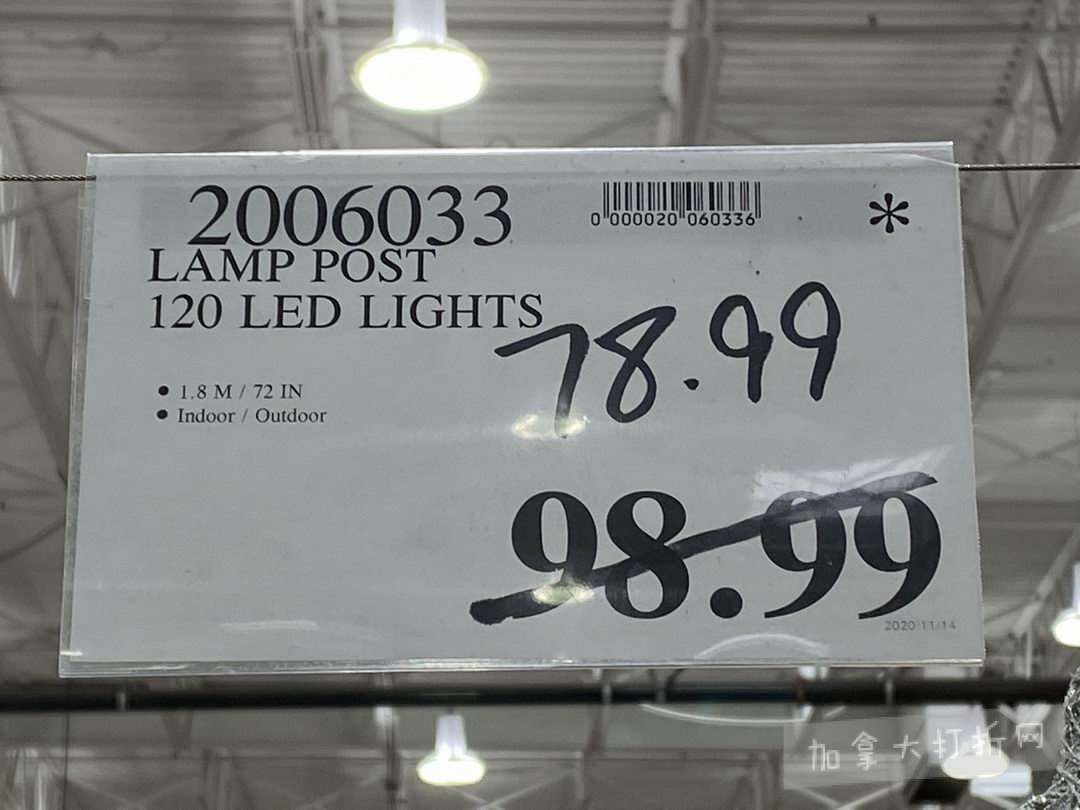 2006033
0 000020 060336
*
LAMP POST
120 LED LIGHTS
78.99
• 1.8 M / 72 IN
• Indoor / Outdoor
98.99
2020/11/14
加拿大打折网